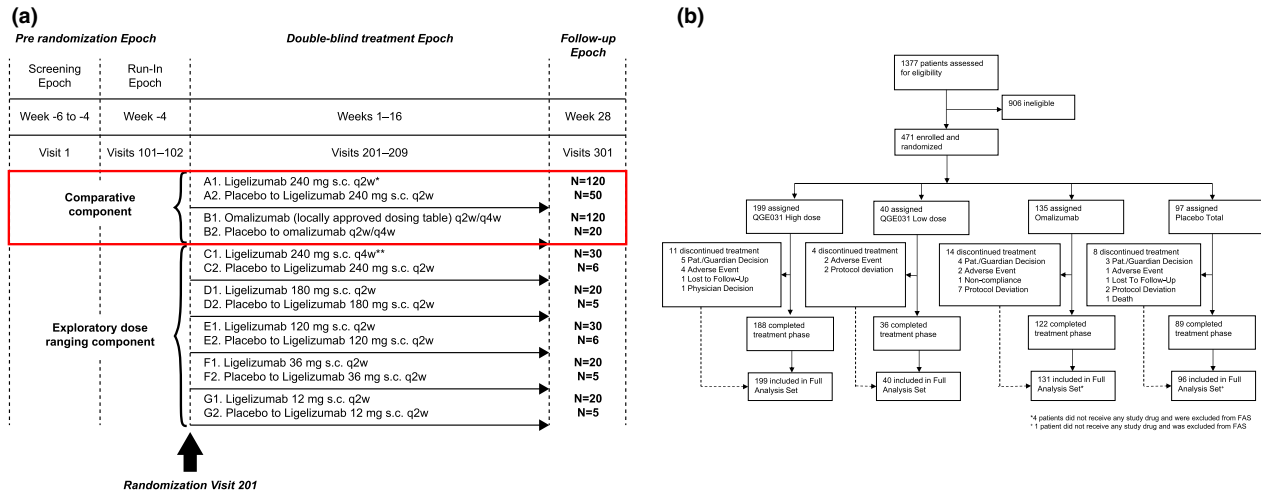 (a)
Pre randomization Epoch
Double-blind treatment Epoch
Follow-up
Epoch
Screening
Epoch
Run-In
Epoch
Week -6 to -4
Week -4
Weeks 1–16
Week 28
Visit 1
Visits 101–102
Visits 201–209
Visits 301
Comparative
component
A1. Ligelizumab 240 mg s.c. q2w* N=120
A2. Placebo to Ligelizumab 240 mg s.c. q2w N=50
B1. Omalizumab (locally approved dosing table) q2w/q4w N=120
B2. Placebo to omalizumab q2w/q4w N=20
Exploratory dose
ranging component
C1. Ligelizumab 240 mg s.c. q4w** N=30
C2. Placebo to Ligelizumab 240 mg s.c. q2w N=6
D1. Ligelizumab 180 mg s.c. q2w N=20
D2. Placebo to Ligelizumab 180 mg s.c. q2w N=5
E1. Ligelizumab 120 mg s.c. q2w N=30
E2. Placebo to Ligelizumab 120 mg s.c. q2w N=6
F1. Ligelizumab 36 mg s.c. q2w N=20
F2. Placebo to Ligelizumab 36 mg s.c. q2w N=5
G1. Ligelizumab 12 mg s.c. q2w N=20
G2. Placebo to Ligelizumab 12 mg s.c. q2w N=5
Randomization Visit 201
(b)
1377 patients assessed
for eligibility
906 ineligible
471 enrolled and
randomized
199 assigned
QGE031 High dose
40 assigned
QGE031 Low dose
135 assigned
Omalizumab
97 assigned
Placebo Total
11 discontinued treatment
5 Pat./Guardian Decision
4 Adverse Event
1 Lost to Follow-Up
1 Physician Decision
4 discontinued treatment
2 Adverse Event
2 Protocol deviation
14 discontinued treatment
4 Pat./Guardian Decision
2 Adverse Event
1 Non-compliance
7 Protocol Deviation
8 discontinued treatment
3 Pat./Guardian Decision
1 Adverse Event
1 Lost To Follow-Up
2 Protocol Deviation
1 Death
188 completed
treatment phase
36 completed
treatment phase
122 completed
treatment phase
89 completed
treatment phase
199 included in Full
Analysis Set
40 included in Full
Analysis Set
131 included in Full
Analysis Set*
96 included in Full
Analysis Set⁺
*4 patients did not receive any study drug and were excluded from FAS
⁺ 1 patient did not receive any study drug and was excluded from FAS